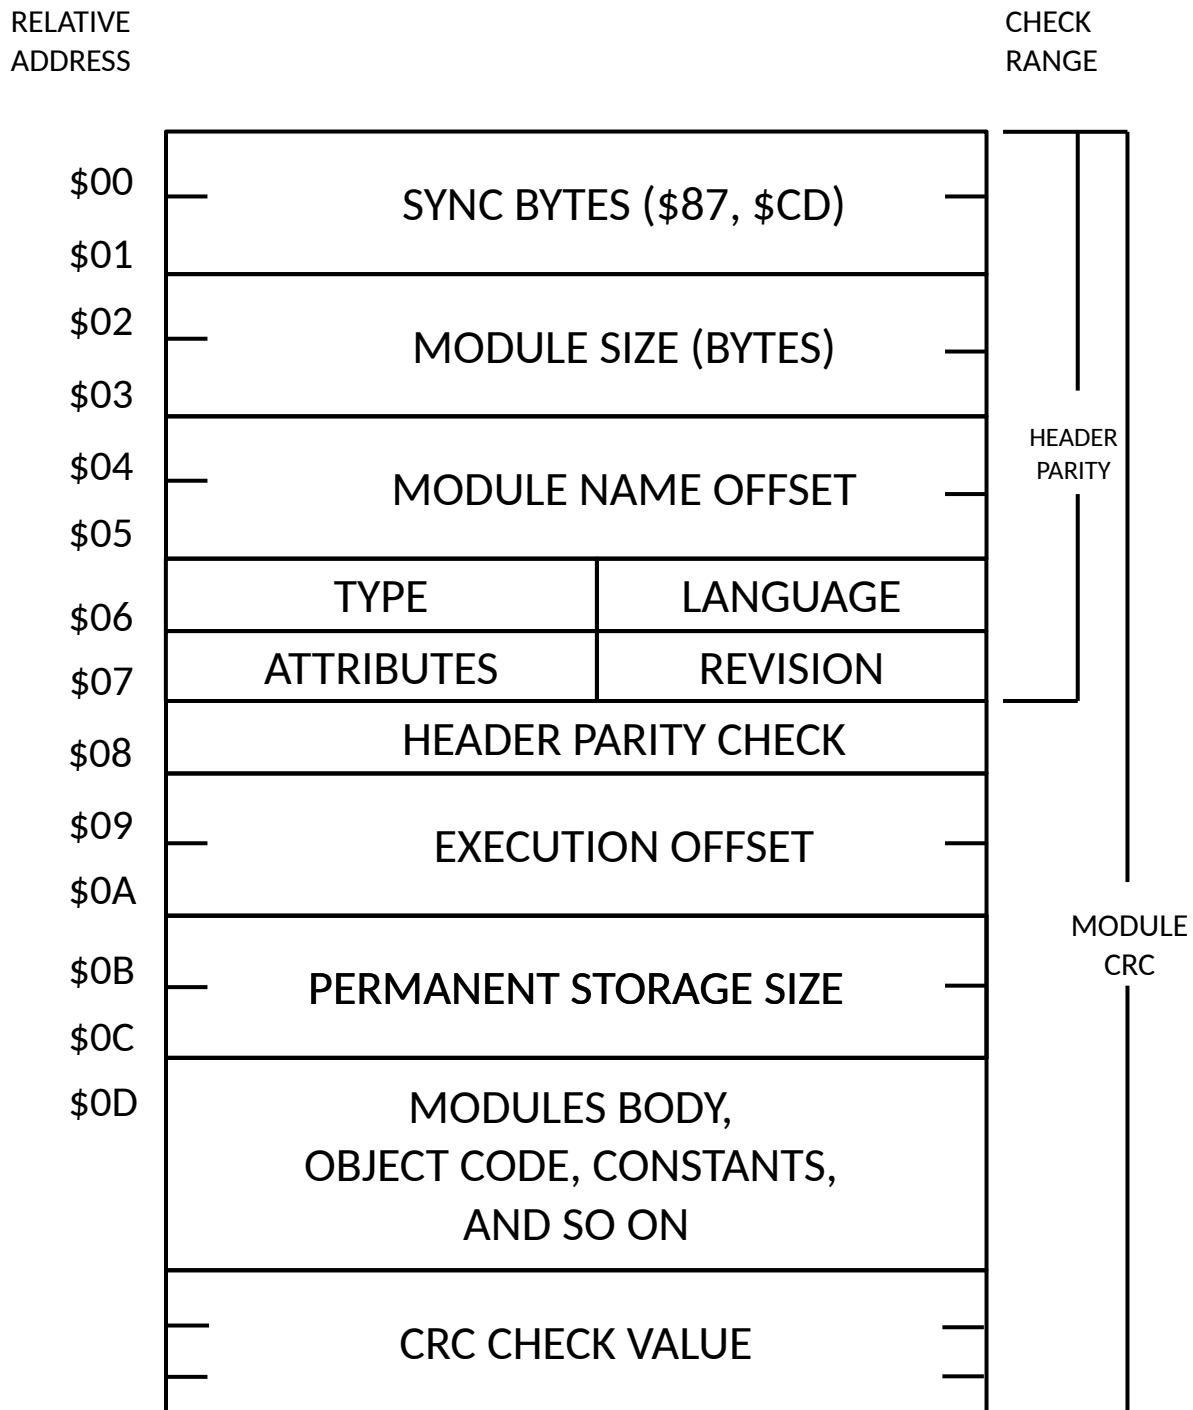 RELATIVE
ADDRESS
CHECK
RANGE
$00
SYNC BYTES ($87, $CD)
$01
$02
MODULE SIZE (BYTES)
$03
HEADER
PARITY
$04
MODULE NAME OFFSET
$05
TYPE
LANGUAGE
$06
ATTRIBUTES
REVISION
$07
HEADER PARITY CHECK
$08
$09
EXECUTION OFFSET
$0A
MODULE
CRC
$0B
PERMANENT STORAGE SIZE
$0C
$0D
MODULES BODY,
OBJECT CODE, CONSTANTS,
AND SO ON
CRC CHECK VALUE